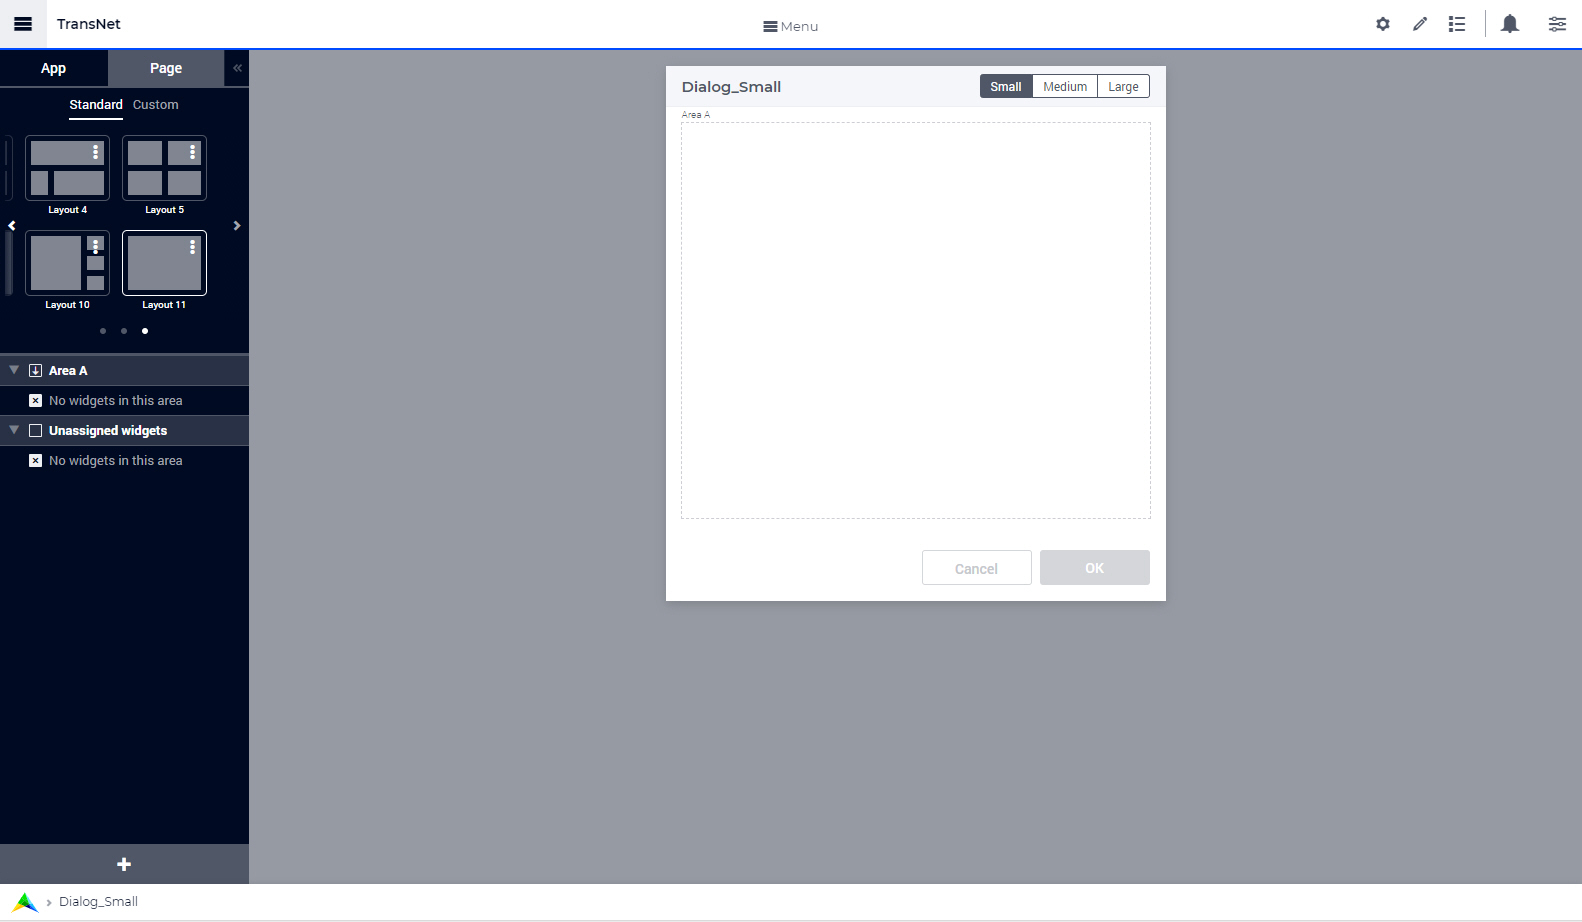 TransNet
Menu
App
Page
Standard
Custom
Layout 4
Layout 5
Layout 10
Layout 11
Area A
No widgets in this area
Unassigned widgets
No widgets in this area
Dialog_Small
Small
Medium
Large
Area A
Cancel
OK
Dialog_Small